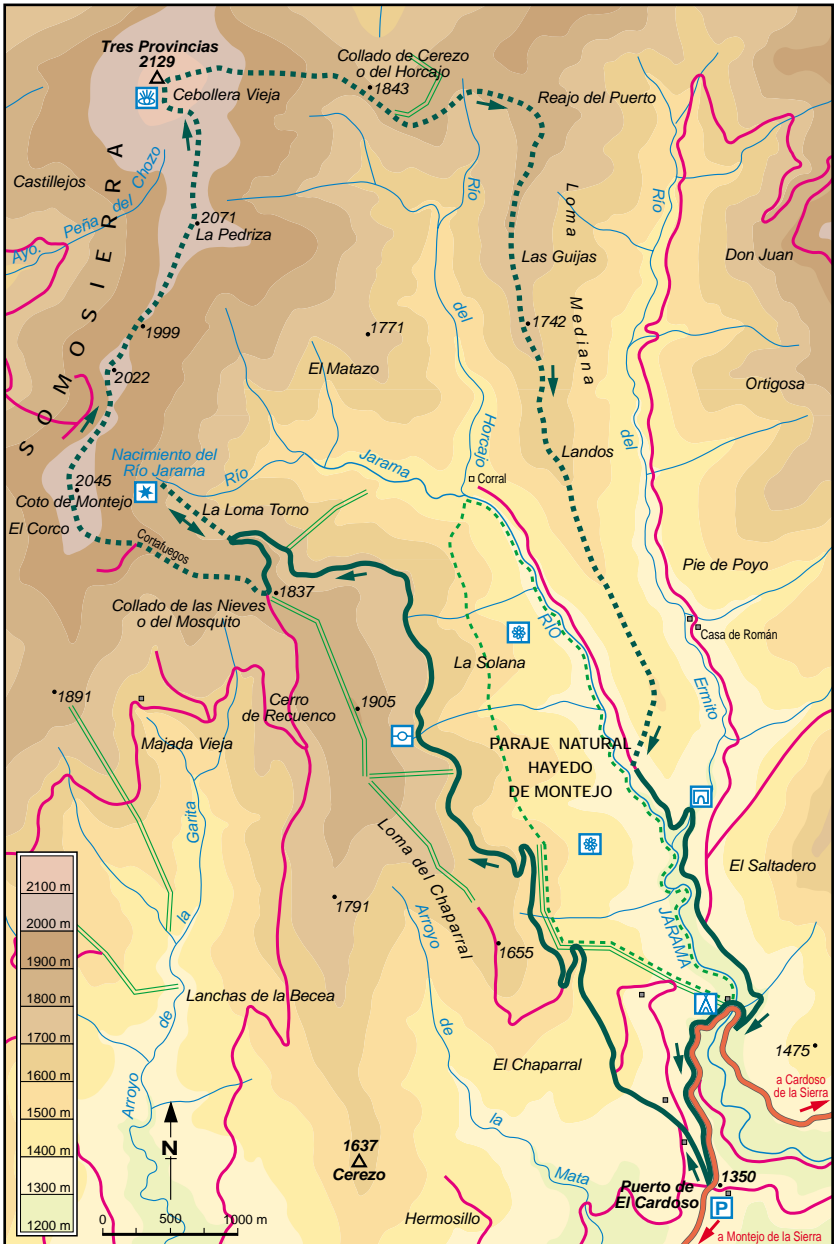 Tres Provincias
2129
Cebollera Vieja
Collado de Cerezo
o del Horcajo
1843
Reajo del Puerto
Castillejos
Ayo. Peña del Chozo
SOMOSIERRA
2071
La Pedriza
Río del Horcajo
Loma Mediana
Las Guijas
Río del Ermito
Don Juan
1999
2022
1771
El Matazo
1742
Ortigosa
Landos
Nacimiento del
Río Jarama
Río Jarama
Corral
2045
Coto de Montejo
El Corco
La Loma Torno
Cortafuegos
1837
Collado de las Nieves
o del Mosquito
Pie de Poyo
Casa de Román
RÍO JARAMA
La Solana
1891
Cerro
de Recuenco
1905
Majada Vieja
PARAJE NATURAL
HAYEDO
DE MONTEJO
Arroyo de la Garita
Loma del Chaparral
El Saltadero
1791
1655
Arroyo de la Mata
Lanchas de la Becea
El Chaparral
1475
a Cardoso
de la Sierra
1637
Cerezo
Hermosillo
Puerto de
El Cardoso
1350
P
a Montejo de la Sierra
2100 m
2000 m
1900 m
1800 m
1700 m
1600 m
1500 m
1400 m
1300 m
1200 m
N
0 500 1000 m